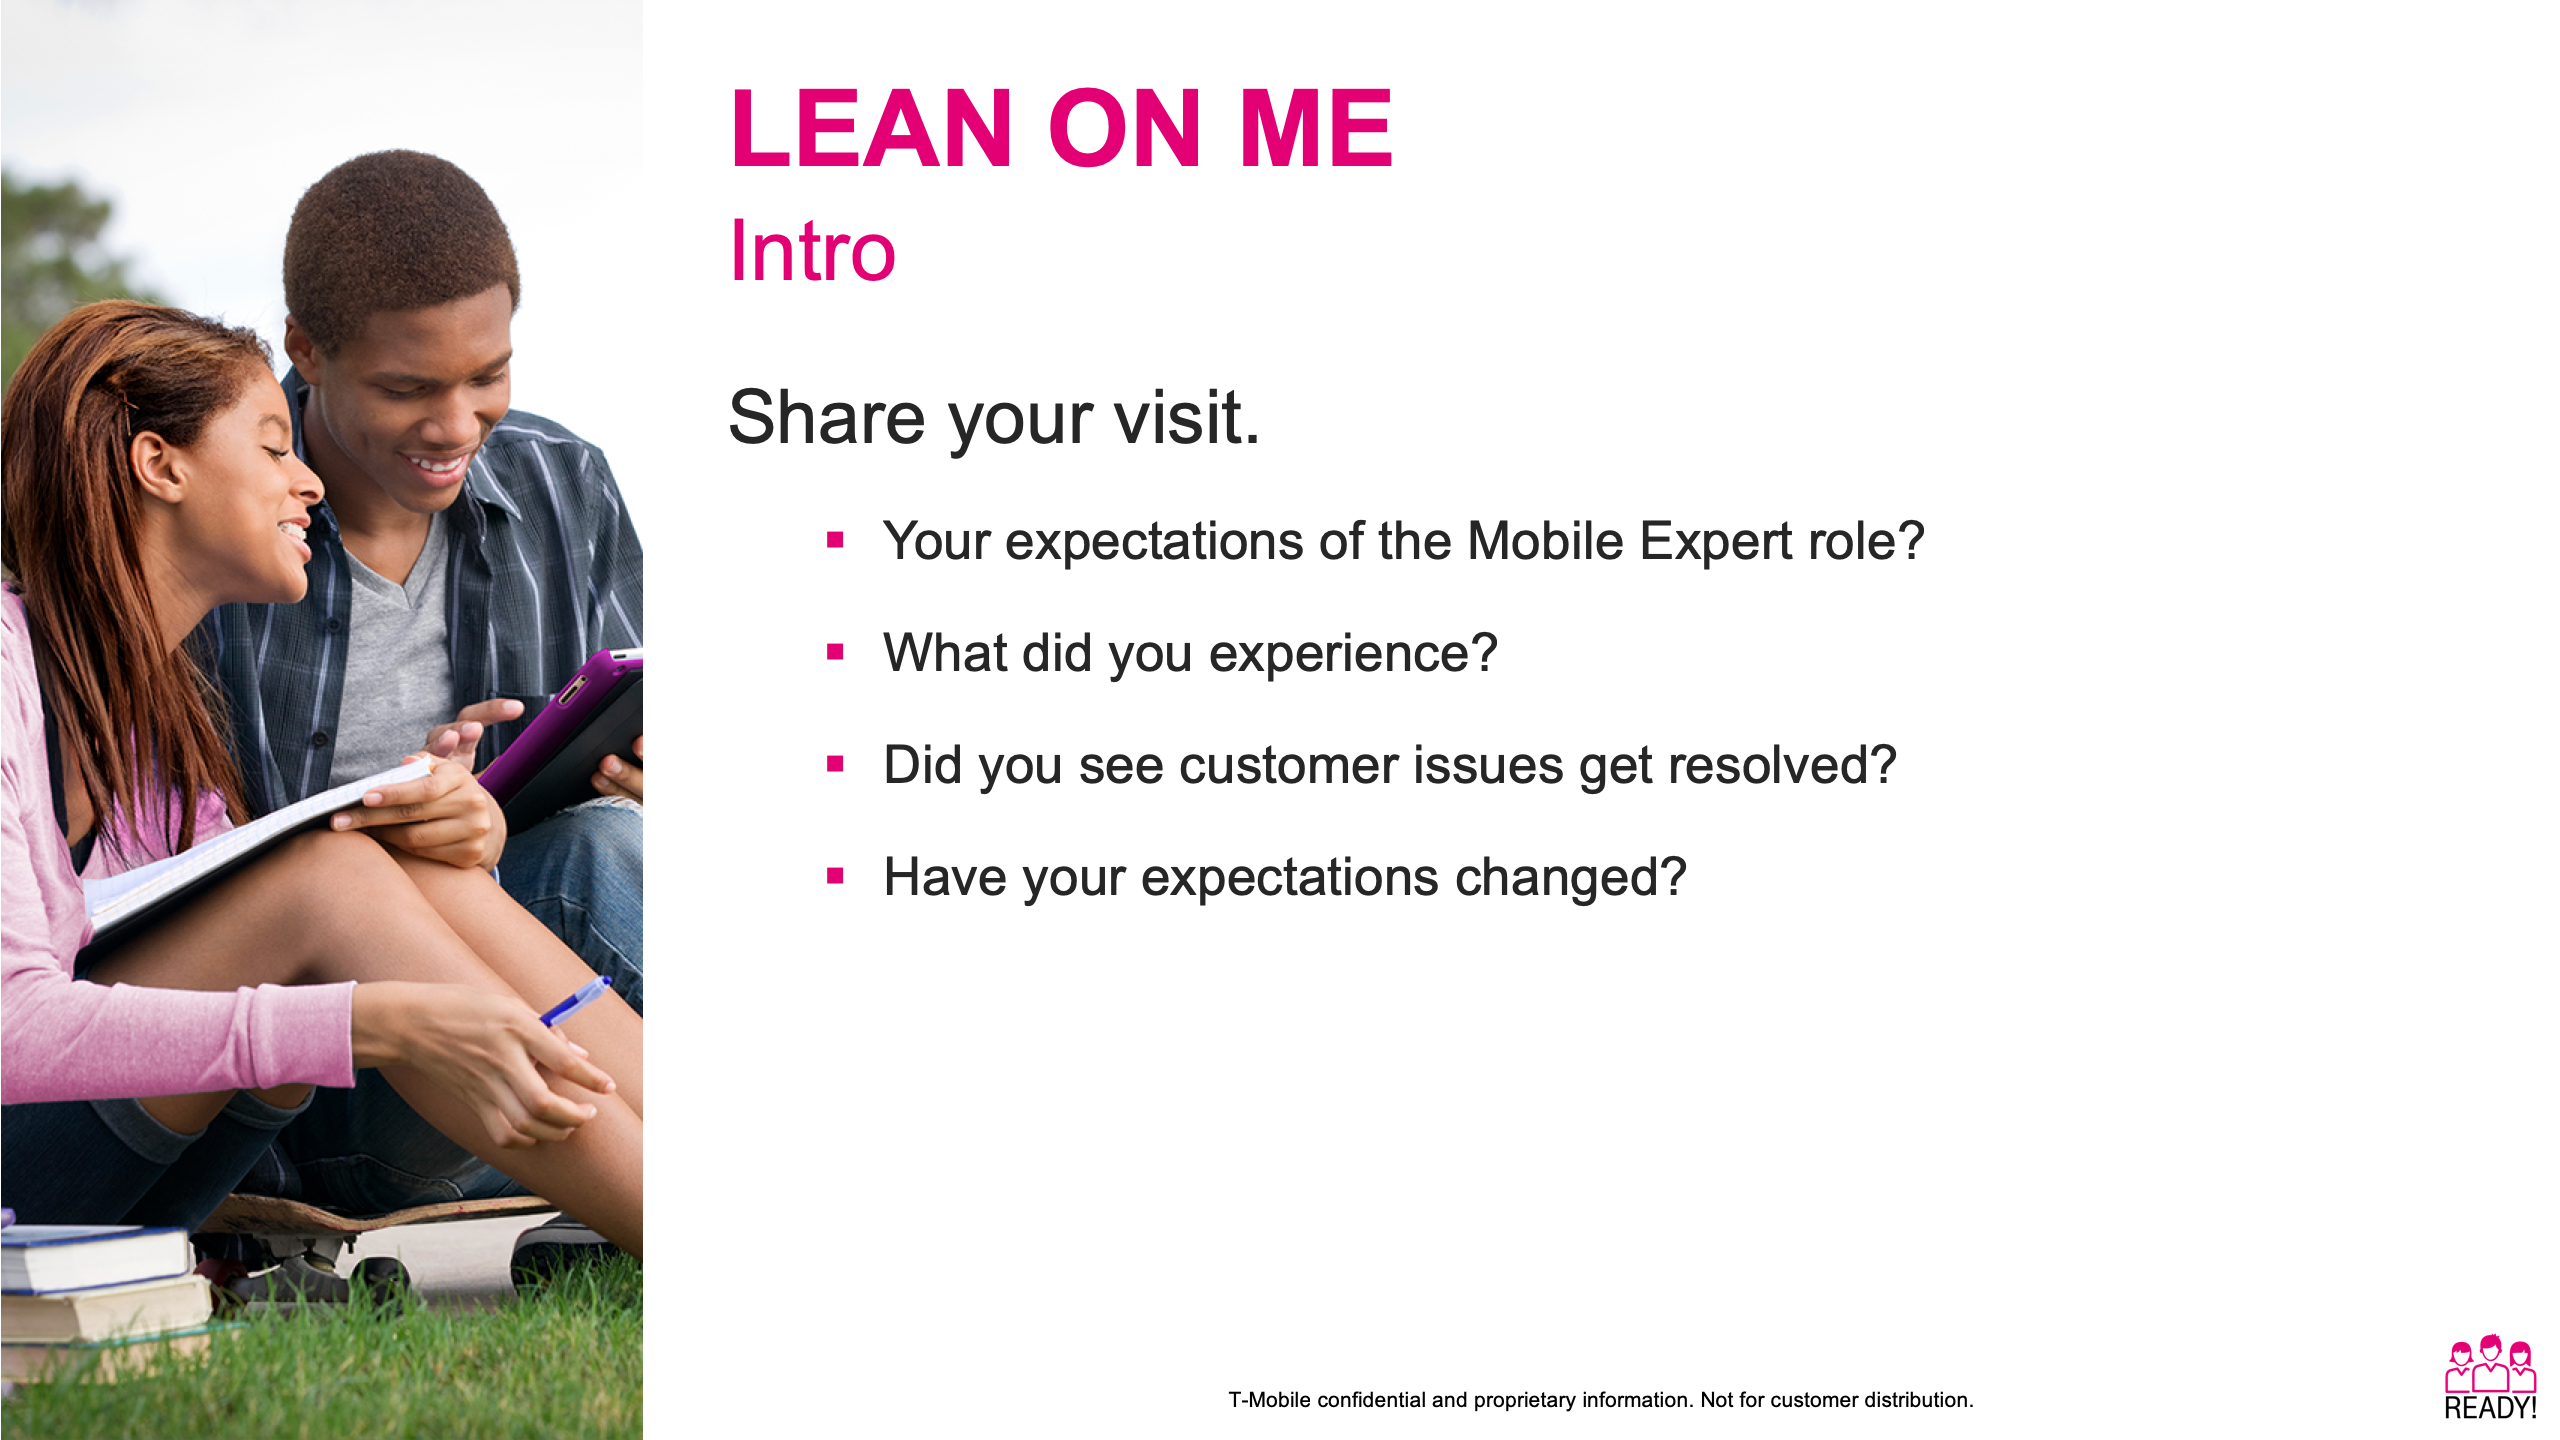 LEAN ON ME
Intro
Share your visit.
▪ Your expectations of the Mobile Expert role?
▪ What did you experience?
▪ Did you see customer issues get resolved?
▪ Have your expectations changed?
T-Mobile confidential and proprietary information. Not for customer distribution.
READY!